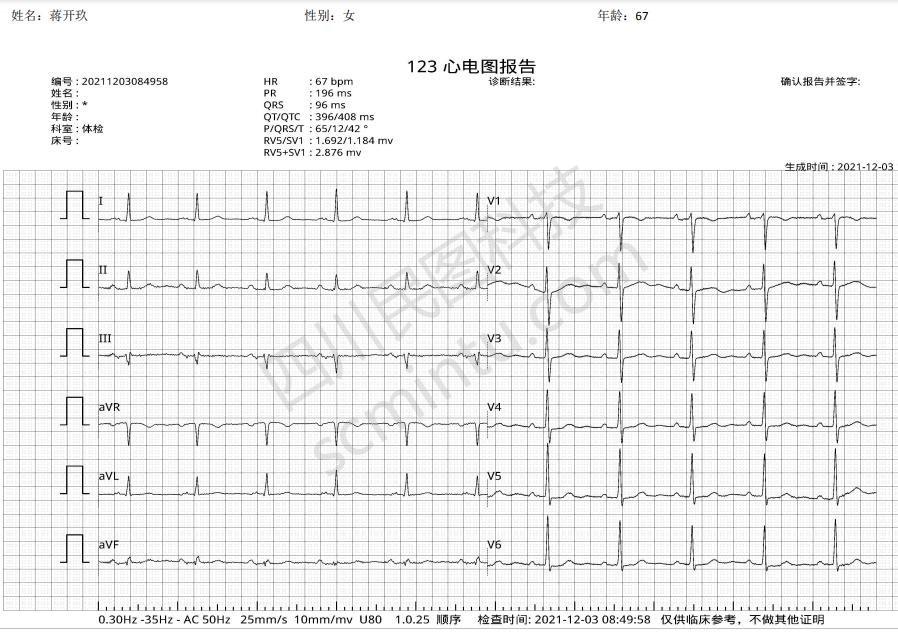 姓名：蒋开玖 性别：女 年龄：67
123 心电图报告
编号 : 20211203084958 HR : 67 bpm 诊断结果: 确认报告并签字:
姓名 : PR : 196 ms
性别 : * QRS : 96 ms
年龄 : QT/QTC : 396/408 ms
科室 : 体检 P/QRS/T : 65/12/42 °
床号 : RV5/SV1 : 1.692/1.184 mv
RV5+SV1 : 2.876 mv
生成时间 : 2021-12-03
I V1
II V2
III V3
aVR V4
aVL V5
aVF V6
四川民图科技
scmintu.com
0.30Hz -35Hz - AC 50Hz 25mm/s 10mm/mv U80 1.0.25 顺序 检查时间: 2021-12-03 08:49:58 仅供临床参考，不做其他证明